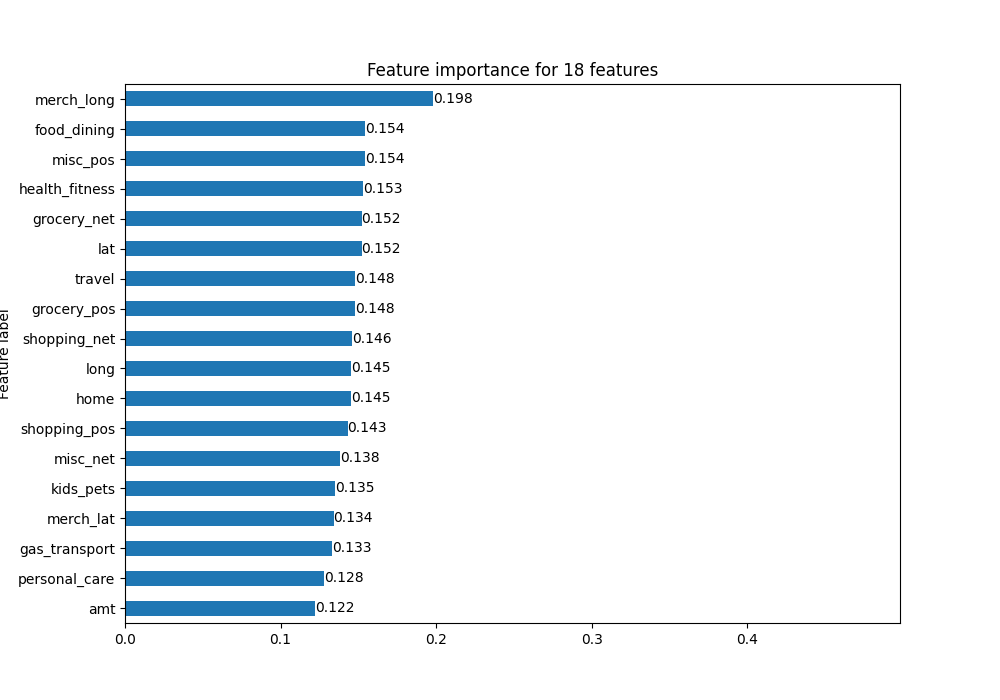 Feature importance for 18 features
merch_long 0.198
food_dining 0.154
misc_pos 0.154
health_fitness 0.153
grocery_net 0.152
lat 0.152
travel 0.148
grocery_pos 0.148
shopping_net 0.146
long 0.145
home 0.145
shopping_pos 0.143
misc_net 0.138
kids_pets 0.135
merch_lat 0.134
gas_transport 0.133
personal_care 0.128
amt 0.122
0.0 0.1 0.2 0.3 0.4
Feature label